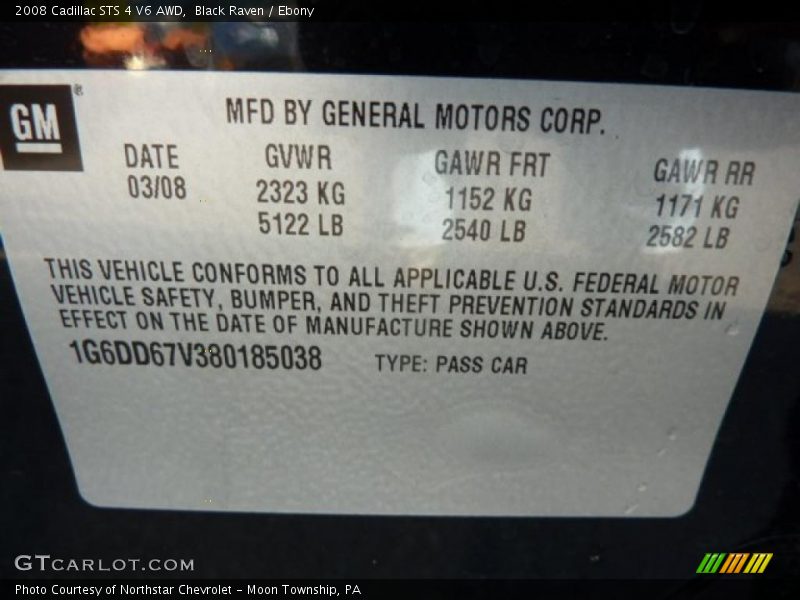 2008 Cadillac STS 4 V6 AWD, Black Raven / Ebony
GM®
MFD BY GENERAL MOTORS CORP.
DATE GVWR GAWR FRT GAWR RR
03/08 2323 KG 1152 KG 1171 KG
5122 LB 2540 LB 2582 LB
THIS VEHICLE CONFORMS TO ALL APPLICABLE U.S. FEDERAL MOTOR
VEHICLE SAFETY, BUMPER, AND THEFT PREVENTION STANDARDS IN
EFFECT ON THE DATE OF MANUFACTURE SHOWN ABOVE.
1G6DD67V380185038 TYPE: PASS CAR
GTCARLOT.COM
Photo Courtesy of Northstar Chevrolet - Moon Township, PA